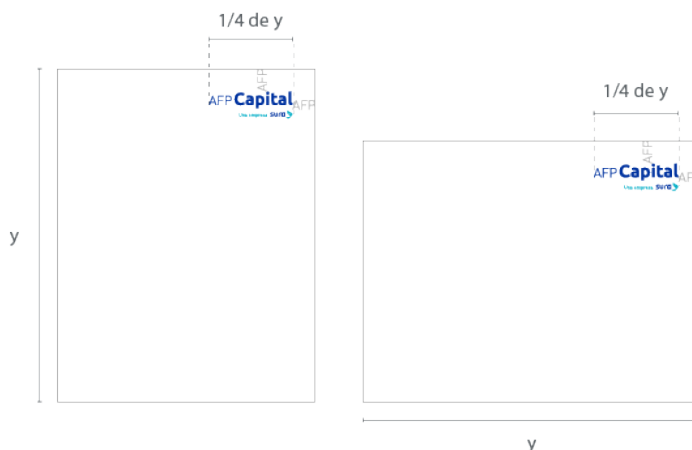 1/4 de y
AFP
AFP Capital AFP
Una empresa sura
y
1/4 de y
AFP
AFP Capital AFP
Una empresa sura
y